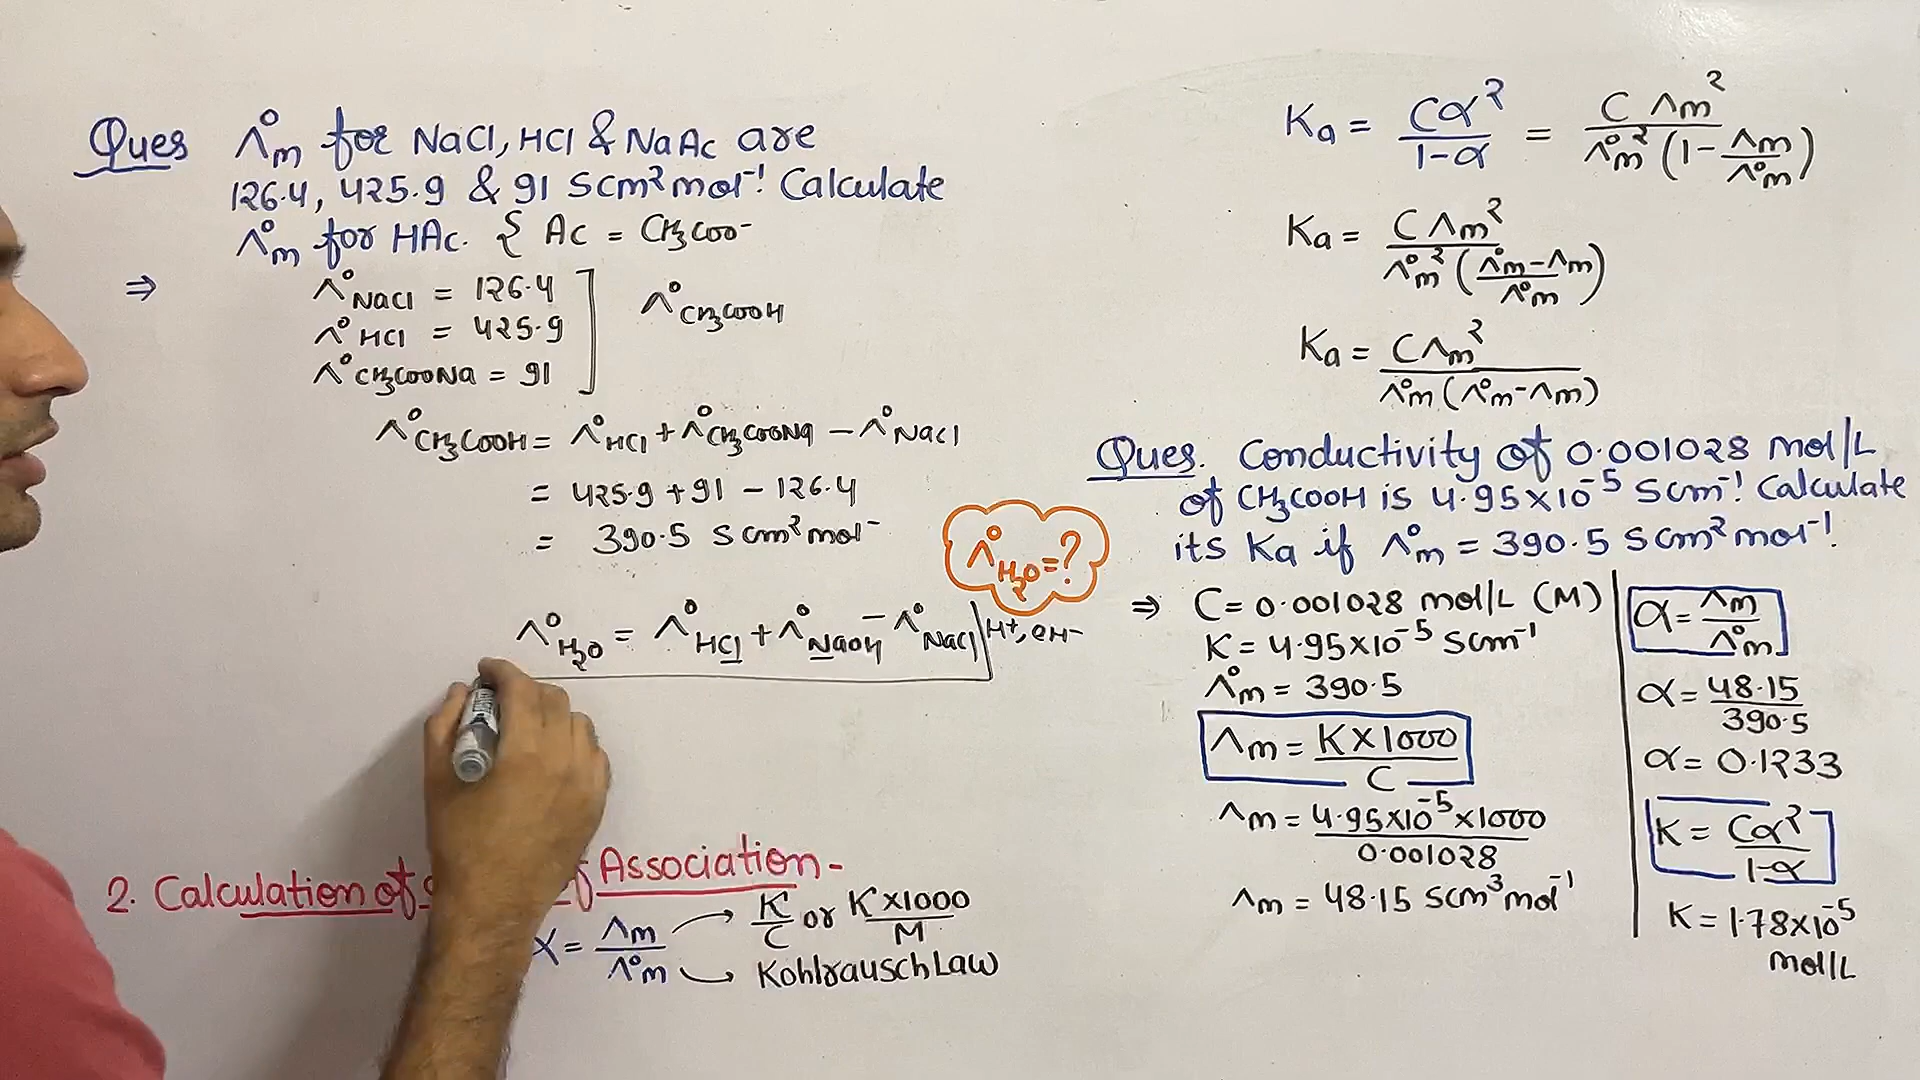 Ques Λ°m for NaCl, HCl & NaAc are
126.4, 425.9 & 91 S cm² mol⁻¹. Calculate
Λ°m for HAc. { Ac = CH₃COO⁻
⇒ Λ°NaCl = 126.4
Λ°HCl = 425.9
Λ°CH₃COONa = 91
] Λ°CH₃COOH
Λ°CH₃COOH = Λ°HCl + Λ°CH₃COONa − Λ°NaCl
= 425.9 + 91 − 126.4
= 390.5 S cm² mol⁻
Λ°H₂O = ?
Λ°H₂O = Λ°HCl + Λ°NaOH − Λ°NaCl
H⁺, OH⁻
2. Calculation of of Association -
α = Λm / Λ°m
→ K/C or K×1000/M
→ Kohlrausch Law
Ka = Cα² / 1-α = C Λm² / Λ°m² (1 - Λm/Λ°m)
Ka = C Λm² / Λ°m² (Λ°m - Λm / Λ°m)
Ka = C Λm² / Λ°m (Λ°m - Λm)
Ques. Conductivity of 0.001028 mol/L
of CH₃COOH is 4.95×10⁻⁵ S cm⁻¹. Calculate
its Ka if Λ°m = 390.5 S cm² mol⁻¹.
⇒ C = 0.001028 mol/L (M)
K = 4.95×10⁻⁵ S cm⁻¹
Λ°m = 390.5
Λm = K×1000 / C
Λm = 4.95×10⁻⁵×1000 / 0.001028
Λm = 48.15 S cm³ mol⁻¹
α = Λm / Λ°m
α = 48.15 / 390.5
α = 0.1233
K = Cα² / 1-α
K = 1.78×10⁻⁵
mol/L